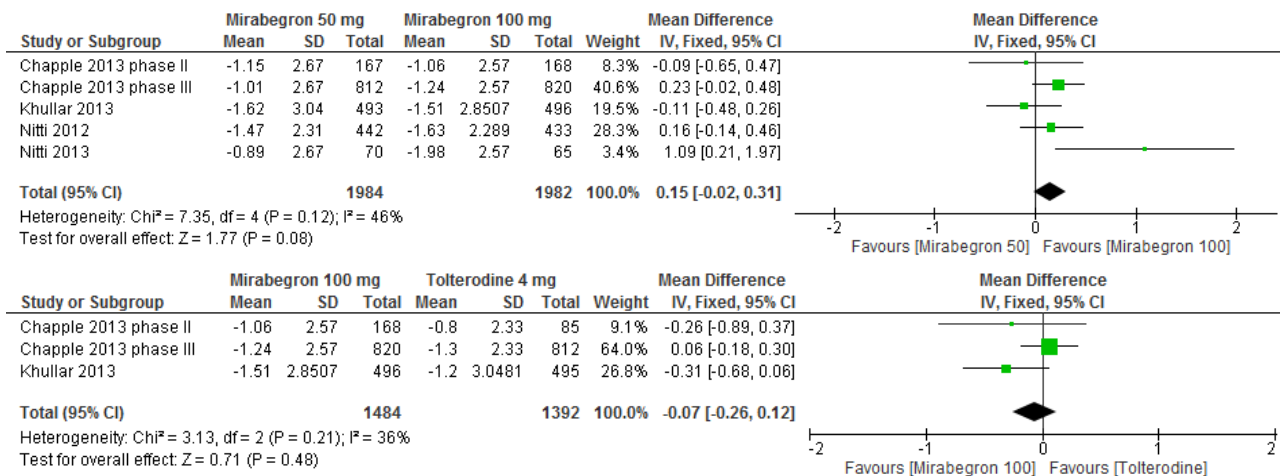 Mirabegron 50 mg Mirabegron 100 mg Mean Difference Mean Difference
Study or Subgroup Mean SD Total Mean SD Total Weight IV, Fixed, 95% CI IV, Fixed, 95% CI
Chapple 2013 phase II -1.15 2.67 167 -1.06 2.57 168 8.3% -0.09 [-0.65, 0.47]
Chapple 2013 phase III -1.01 2.67 812 -1.24 2.57 820 40.6% 0.23 [-0.02, 0.48]
Khullar 2013 -1.62 3.04 493 -1.51 2.8507 496 19.5% -0.11 [-0.48, 0.26]
Nitti 2012 -1.47 2.31 442 -1.63 2.289 433 28.3% 0.16 [-0.14, 0.46]
Nitti 2013 -0.89 2.67 70 -1.98 2.57 65 3.4% 1.09 [0.21, 1.97]
Total (95% CI) 1984 1982 100.0% 0.15 [-0.02, 0.31]
Heterogeneity: Chi² = 7.35, df = 4 (P = 0.12); I² = 46%
Test for overall effect: Z = 1.77 (P = 0.08)
-2 -1 0 1 2
Favours [Mirabegron 50] Favours [Mirabegron 100]
Mirabegron 100 mg Tolterodine 4 mg Mean Difference Mean Difference
Study or Subgroup Mean SD Total Mean SD Total Weight IV, Fixed, 95% CI IV, Fixed, 95% CI
Chapple 2013 phase II -1.06 2.57 168 -0.8 2.33 85 9.1% -0.26 [-0.89, 0.37]
Chapple 2013 phase III -1.24 2.57 820 -1.3 2.33 812 64.0% 0.06 [-0.18, 0.30]
Khullar 2013 -1.51 2.8507 496 -1.2 3.0481 495 26.8% -0.31 [-0.68, 0.06]
Total (95% CI) 1484 1392 100.0% -0.07 [-0.26, 0.12]
Heterogeneity: Chi² = 3.13, df = 2 (P = 0.21); I² = 36%
Test for overall effect: Z = 0.71 (P = 0.48)
-2 -1 0 1 2
Favours [Mirabegron 100] Favours [Tolterodine]